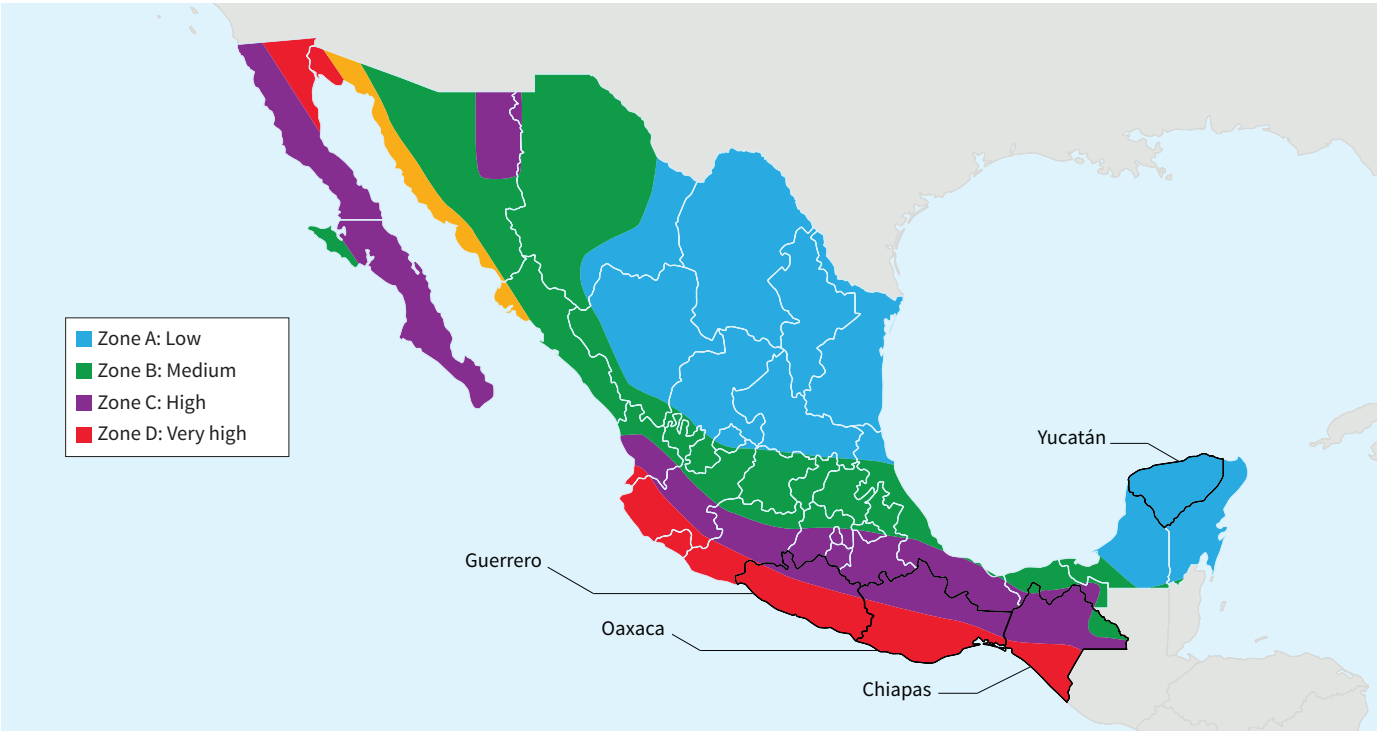 Zone A: Low
Zone B: Medium
Zone C: High
Zone D: Very high
Yucatán
Guerrero
Oaxaca
Chiapas